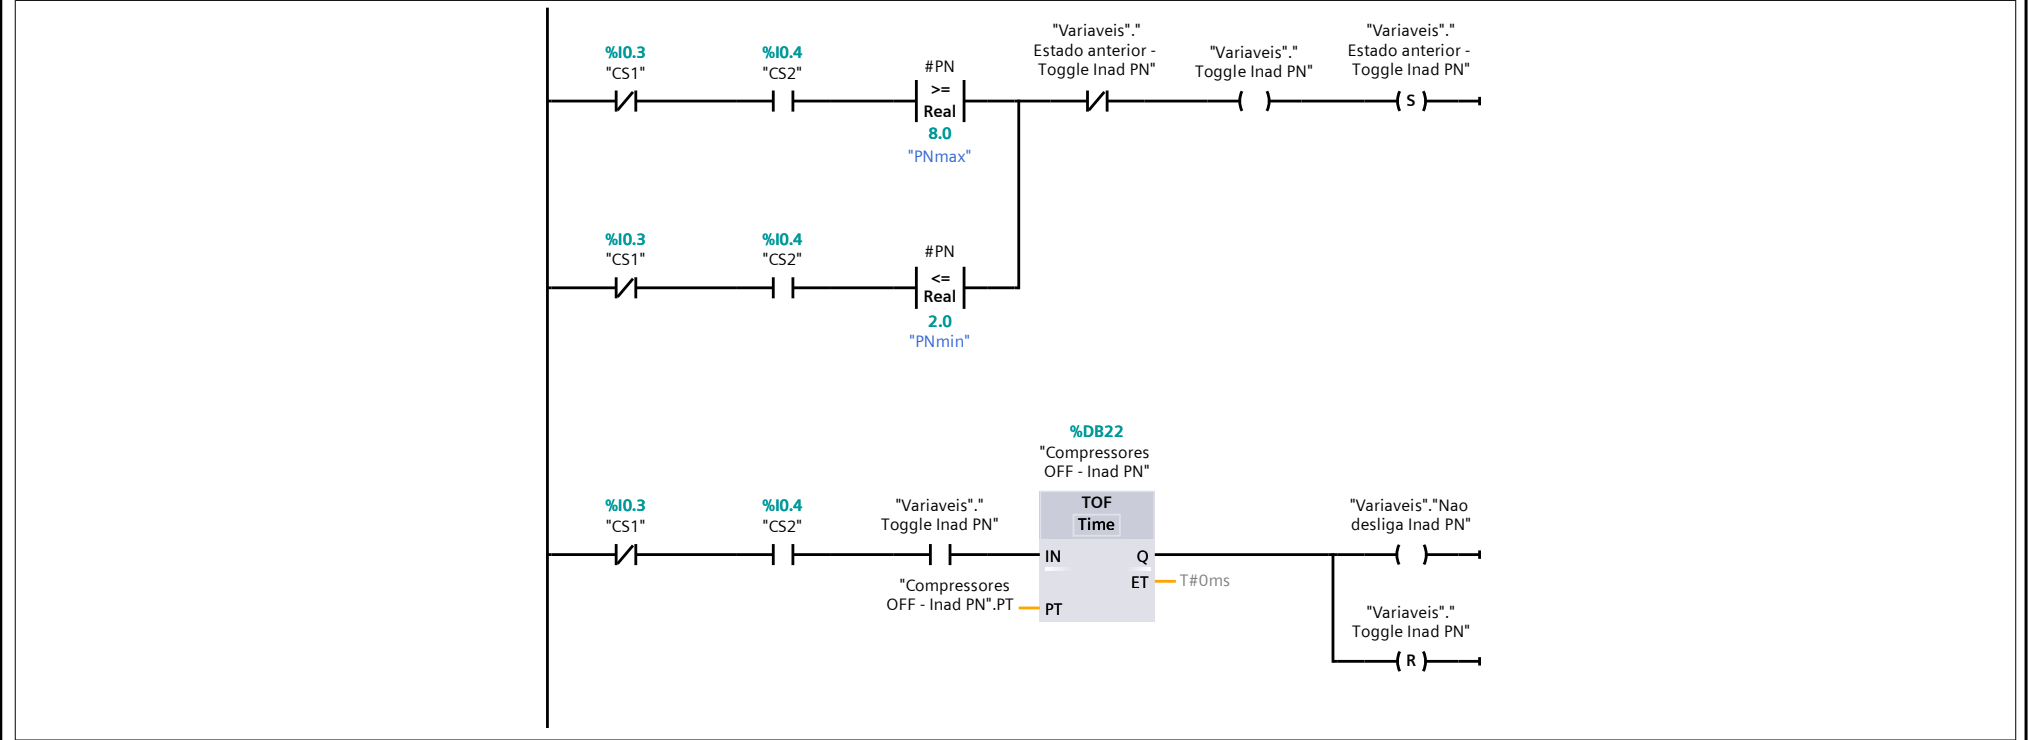 %I0.3
"CS1"
%I0.4
"CS2"
#PN
>=
Real
8.0
"PNmax"
"Variaveis"."
Estado anterior -
Toggle Inad PN"
"Variaveis"."
Toggle Inad PN"
"Variaveis"."
Estado anterior -
Toggle Inad PN"
S
%I0.3
"CS1"
%I0.4
"CS2"
#PN
<=
Real
2.0
"PNmin"
%DB22
"Compressores
OFF - Inad PN"
%I0.3
"CS1"
%I0.4
"CS2"
"Variaveis"."
Toggle Inad PN"
TOF
Time
IN
Q
ET
T#0ms
"Compressores
OFF - Inad PN".PT
PT
"Variaveis"."Nao
desliga Inad PN"
"Variaveis"."
Toggle Inad PN"
R